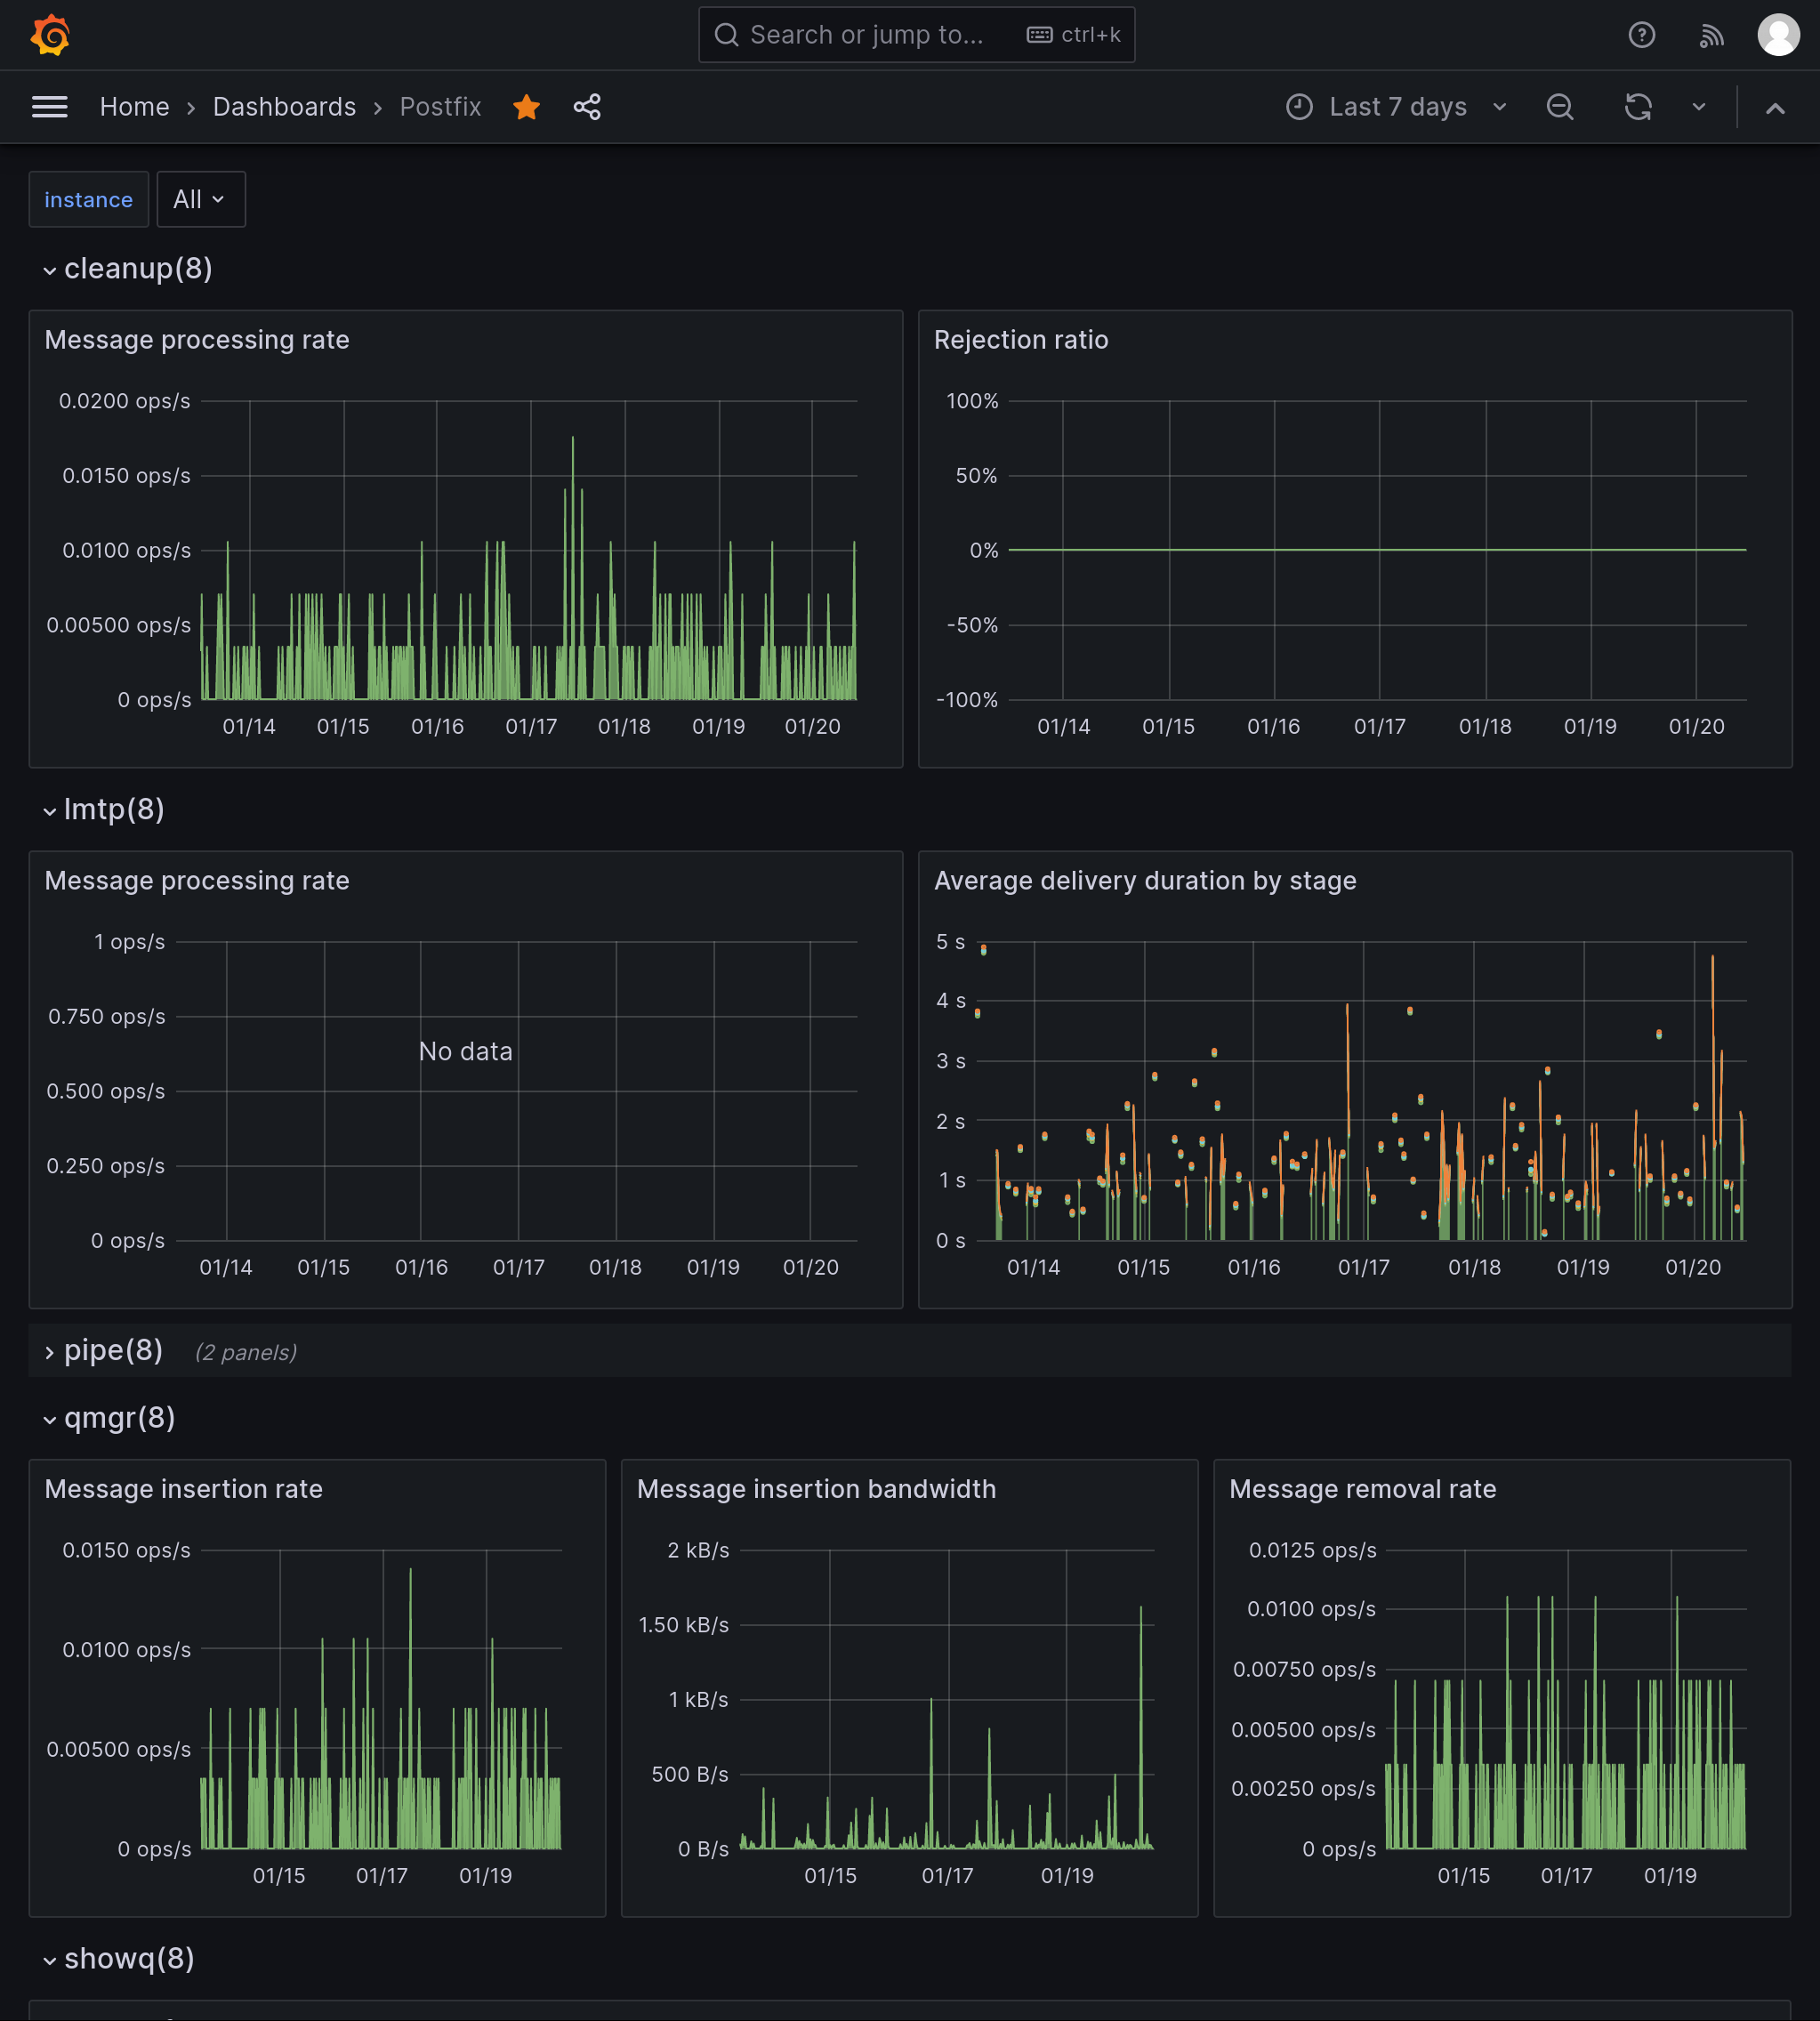 Search or jump to... ctrl+k
Home › Dashboards › Postfix Last 7 days
instance All
cleanup(8)
Message processing rate
0.0200 ops/s
0.0150 ops/s
0.0100 ops/s
0.00500 ops/s
0 ops/s
01/14 01/15 01/16 01/17 01/18 01/19 01/20
Rejection ratio
100%
50%
0%
-50%
-100%
01/14 01/15 01/16 01/17 01/18 01/19 01/20
lmtp(8)
Message processing rate
1 ops/s
0.750 ops/s
No data
0.500 ops/s
0.250 ops/s
0 ops/s
01/14 01/15 01/16 01/17 01/18 01/19 01/20
Average delivery duration by stage
5 s
4 s
3 s
2 s
1 s
0 s
01/14 01/15 01/16 01/17 01/18 01/19 01/20
pipe(8) (2 panels)
qmgr(8)
Message insertion rate
0.0150 ops/s
0.0100 ops/s
0.00500 ops/s
0 ops/s
01/15 01/17 01/19
Message insertion bandwidth
2 kB/s
1.50 kB/s
1 kB/s
500 B/s
0 B/s
01/15 01/17 01/19
Message removal rate
0.0125 ops/s
0.0100 ops/s
0.00750 ops/s
0.00500 ops/s
0.00250 ops/s
0 ops/s
01/15 01/17 01/19
showq(8)